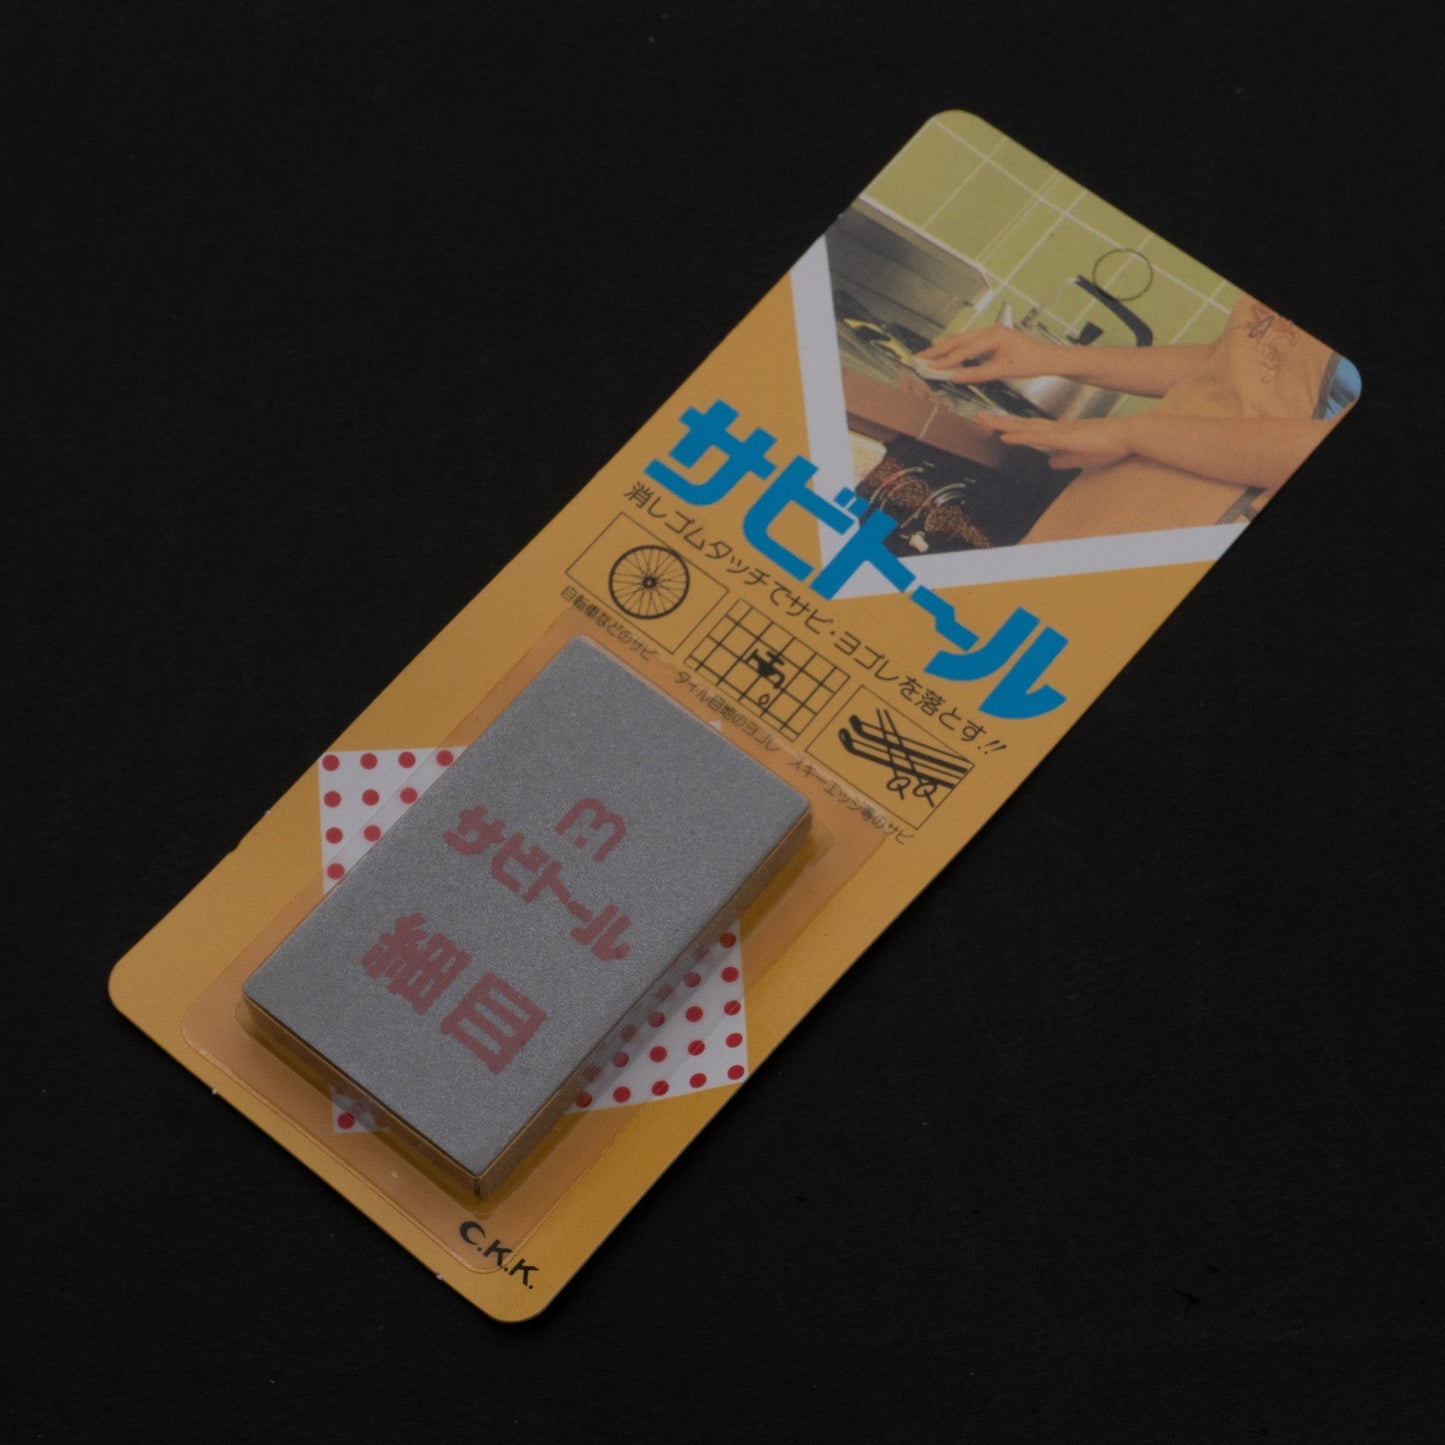 サビトール
消しゴムタッチでサビ・ヨゴレを落とす!!
自転車などのサビ
タイル目地のヨゴレ
スキーエッジ等のサビ
サビトール
細目
C.K.K.